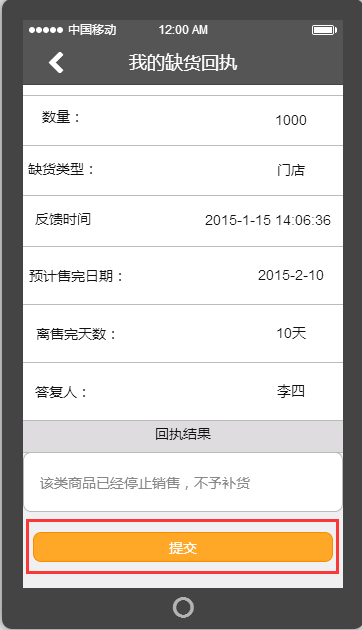 中国移动 12:00 AM
我的缺货回执
数量： 1000
缺货类型： 门店
反馈时间 2015-1-15 14:06:36
预计售完日期： 2015-2-10
离售完天数： 10天
答复人： 李四
回执结果
该类商品已经停止销售，不予补货
提交